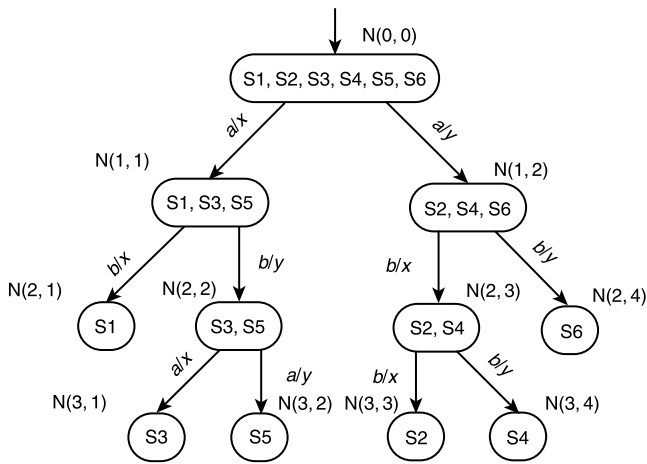 N(0, 0)
S1, S2, S3, S4, S5, S6
a/x
a/y
N(1, 1)
N(1, 2)
S1, S3, S5
S2, S4, S6
b/x
b/y
b/x
b/y
N(2, 1)
N(2, 2)
N(2, 3)
N(2, 4)
S1
S3, S5
S2, S4
S6
a/x
a/y
b/x
b/y
N(3, 1)
N(3, 2)
N(3, 3)
N(3, 4)
S3
S5
S2
S4